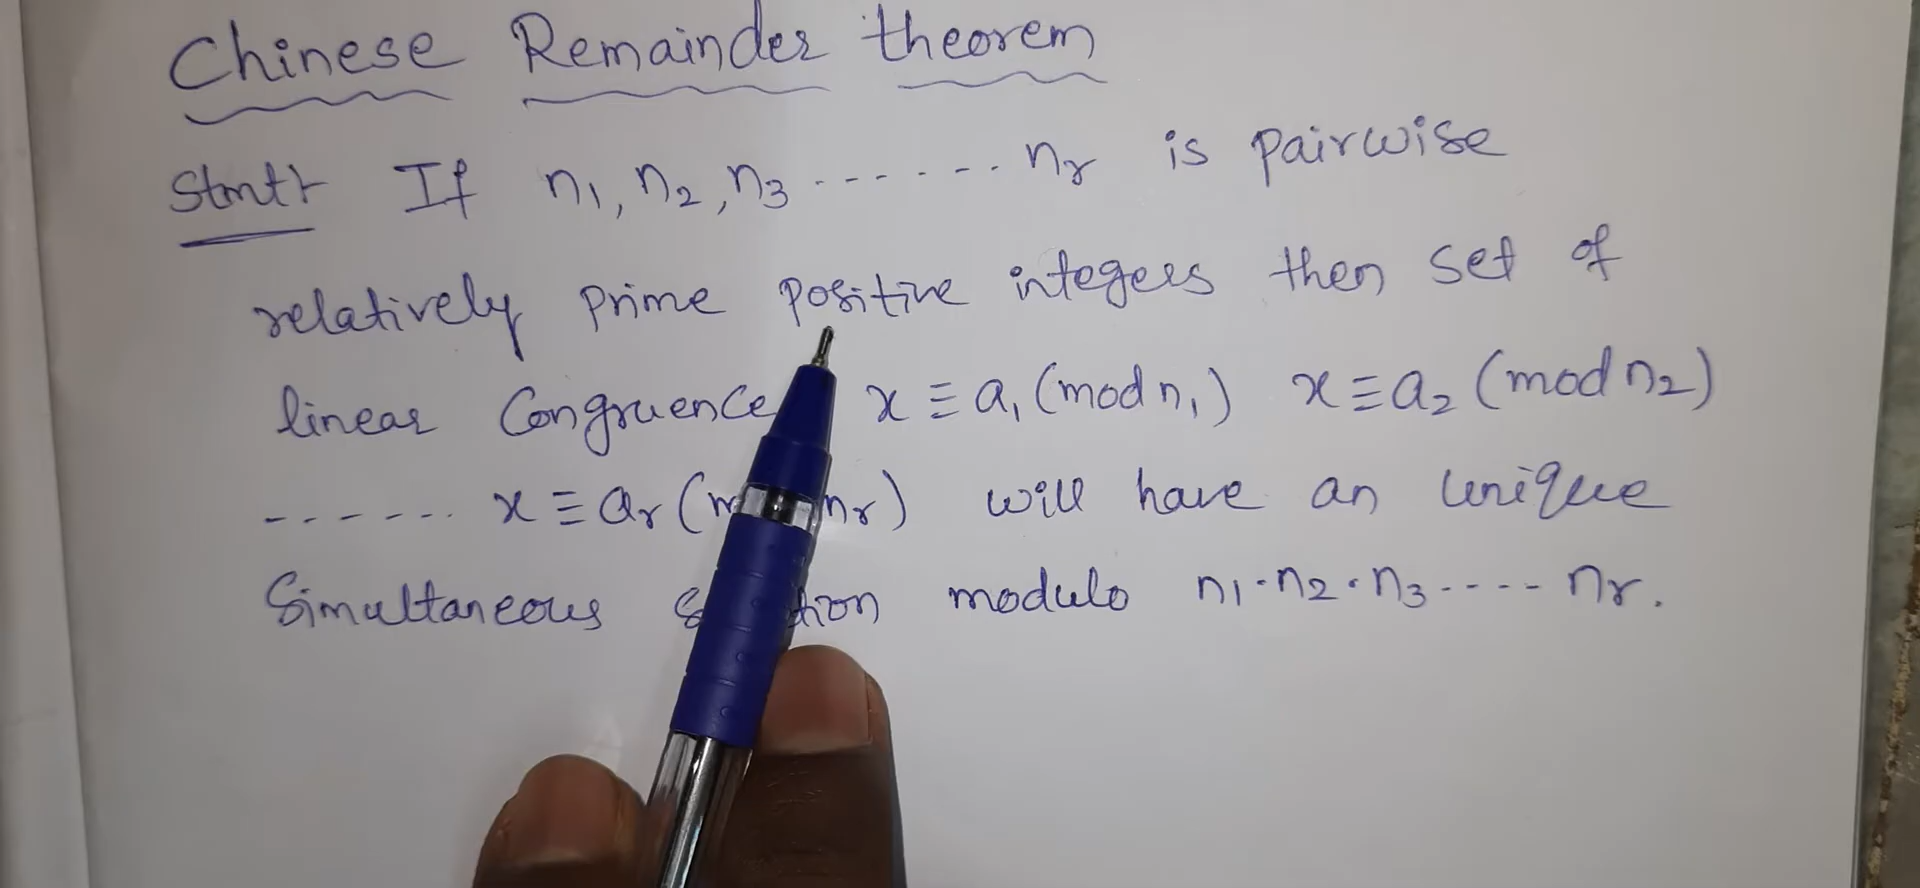 Chinese Remainder theorem
Stmt:- If n₁, n₂, n₃ ------- nᵣ is pairwise
relatively prime positive integers then set of
linear Congruence x ≡ a₁ (mod n₁) x ≡ a₂ (mod n₂)
------- x ≡ aᵣ ( nᵣ) will have an unique
Simultaneous modulo n₁·n₂·n₃---- nᵣ.